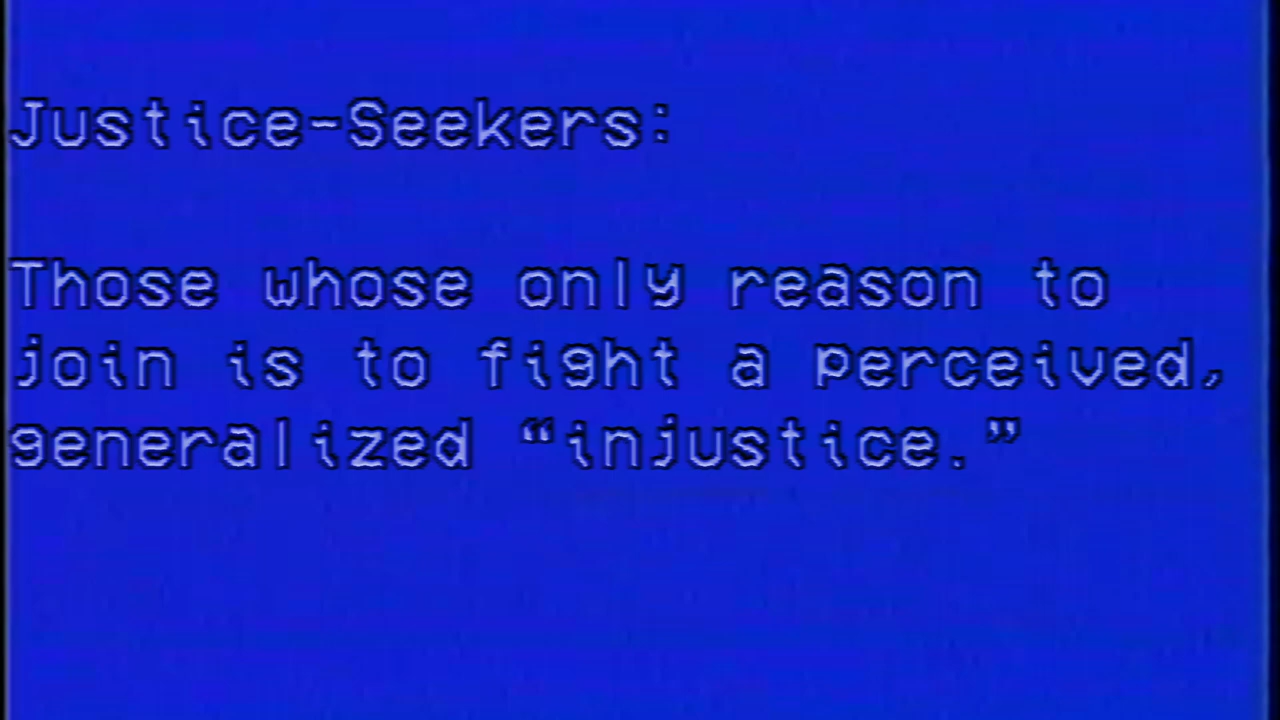 Justice-Seekers:
Those whose only reason to
join is to fight a perceived,
generalized “injustice.”